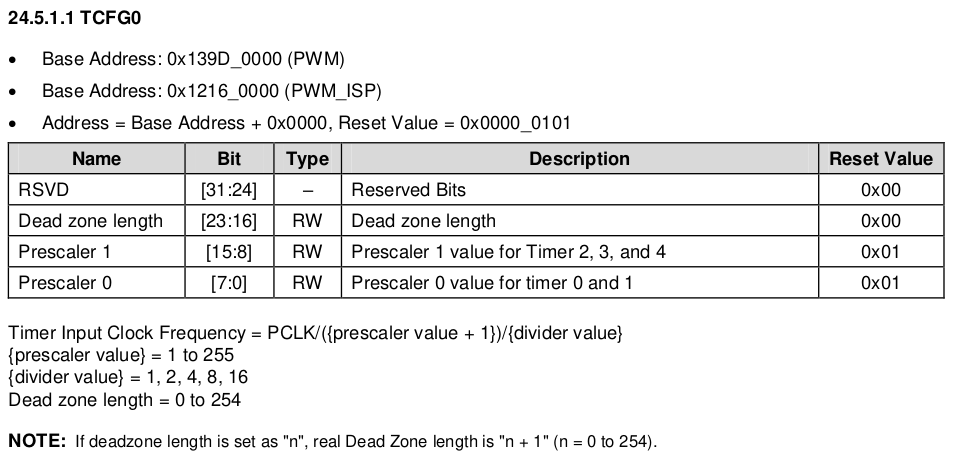 24.5.1.1 TCFG0
• Base Address: 0x139D_0000 (PWM)
• Base Address: 0x1216_0000 (PWM_ISP)
• Address = Base Address + 0x0000, Reset Value = 0x0000_0101
Name Bit Type Description Reset Value
RSVD [31:24] – Reserved Bits 0x00
Dead zone length [23:16] RW Dead zone length 0x00
Prescaler 1 [15:8] RW Prescaler 1 value for Timer 2, 3, and 4 0x01
Prescaler 0 [7:0] RW Prescaler 0 value for timer 0 and 1 0x01
Timer Input Clock Frequency = PCLK/({prescaler value + 1})/{divider value}
{prescaler value} = 1 to 255
{divider value} = 1, 2, 4, 8, 16
Dead zone length = 0 to 254
NOTE: If deadzone length is set as "n", real Dead Zone length is "n + 1" (n = 0 to 254).